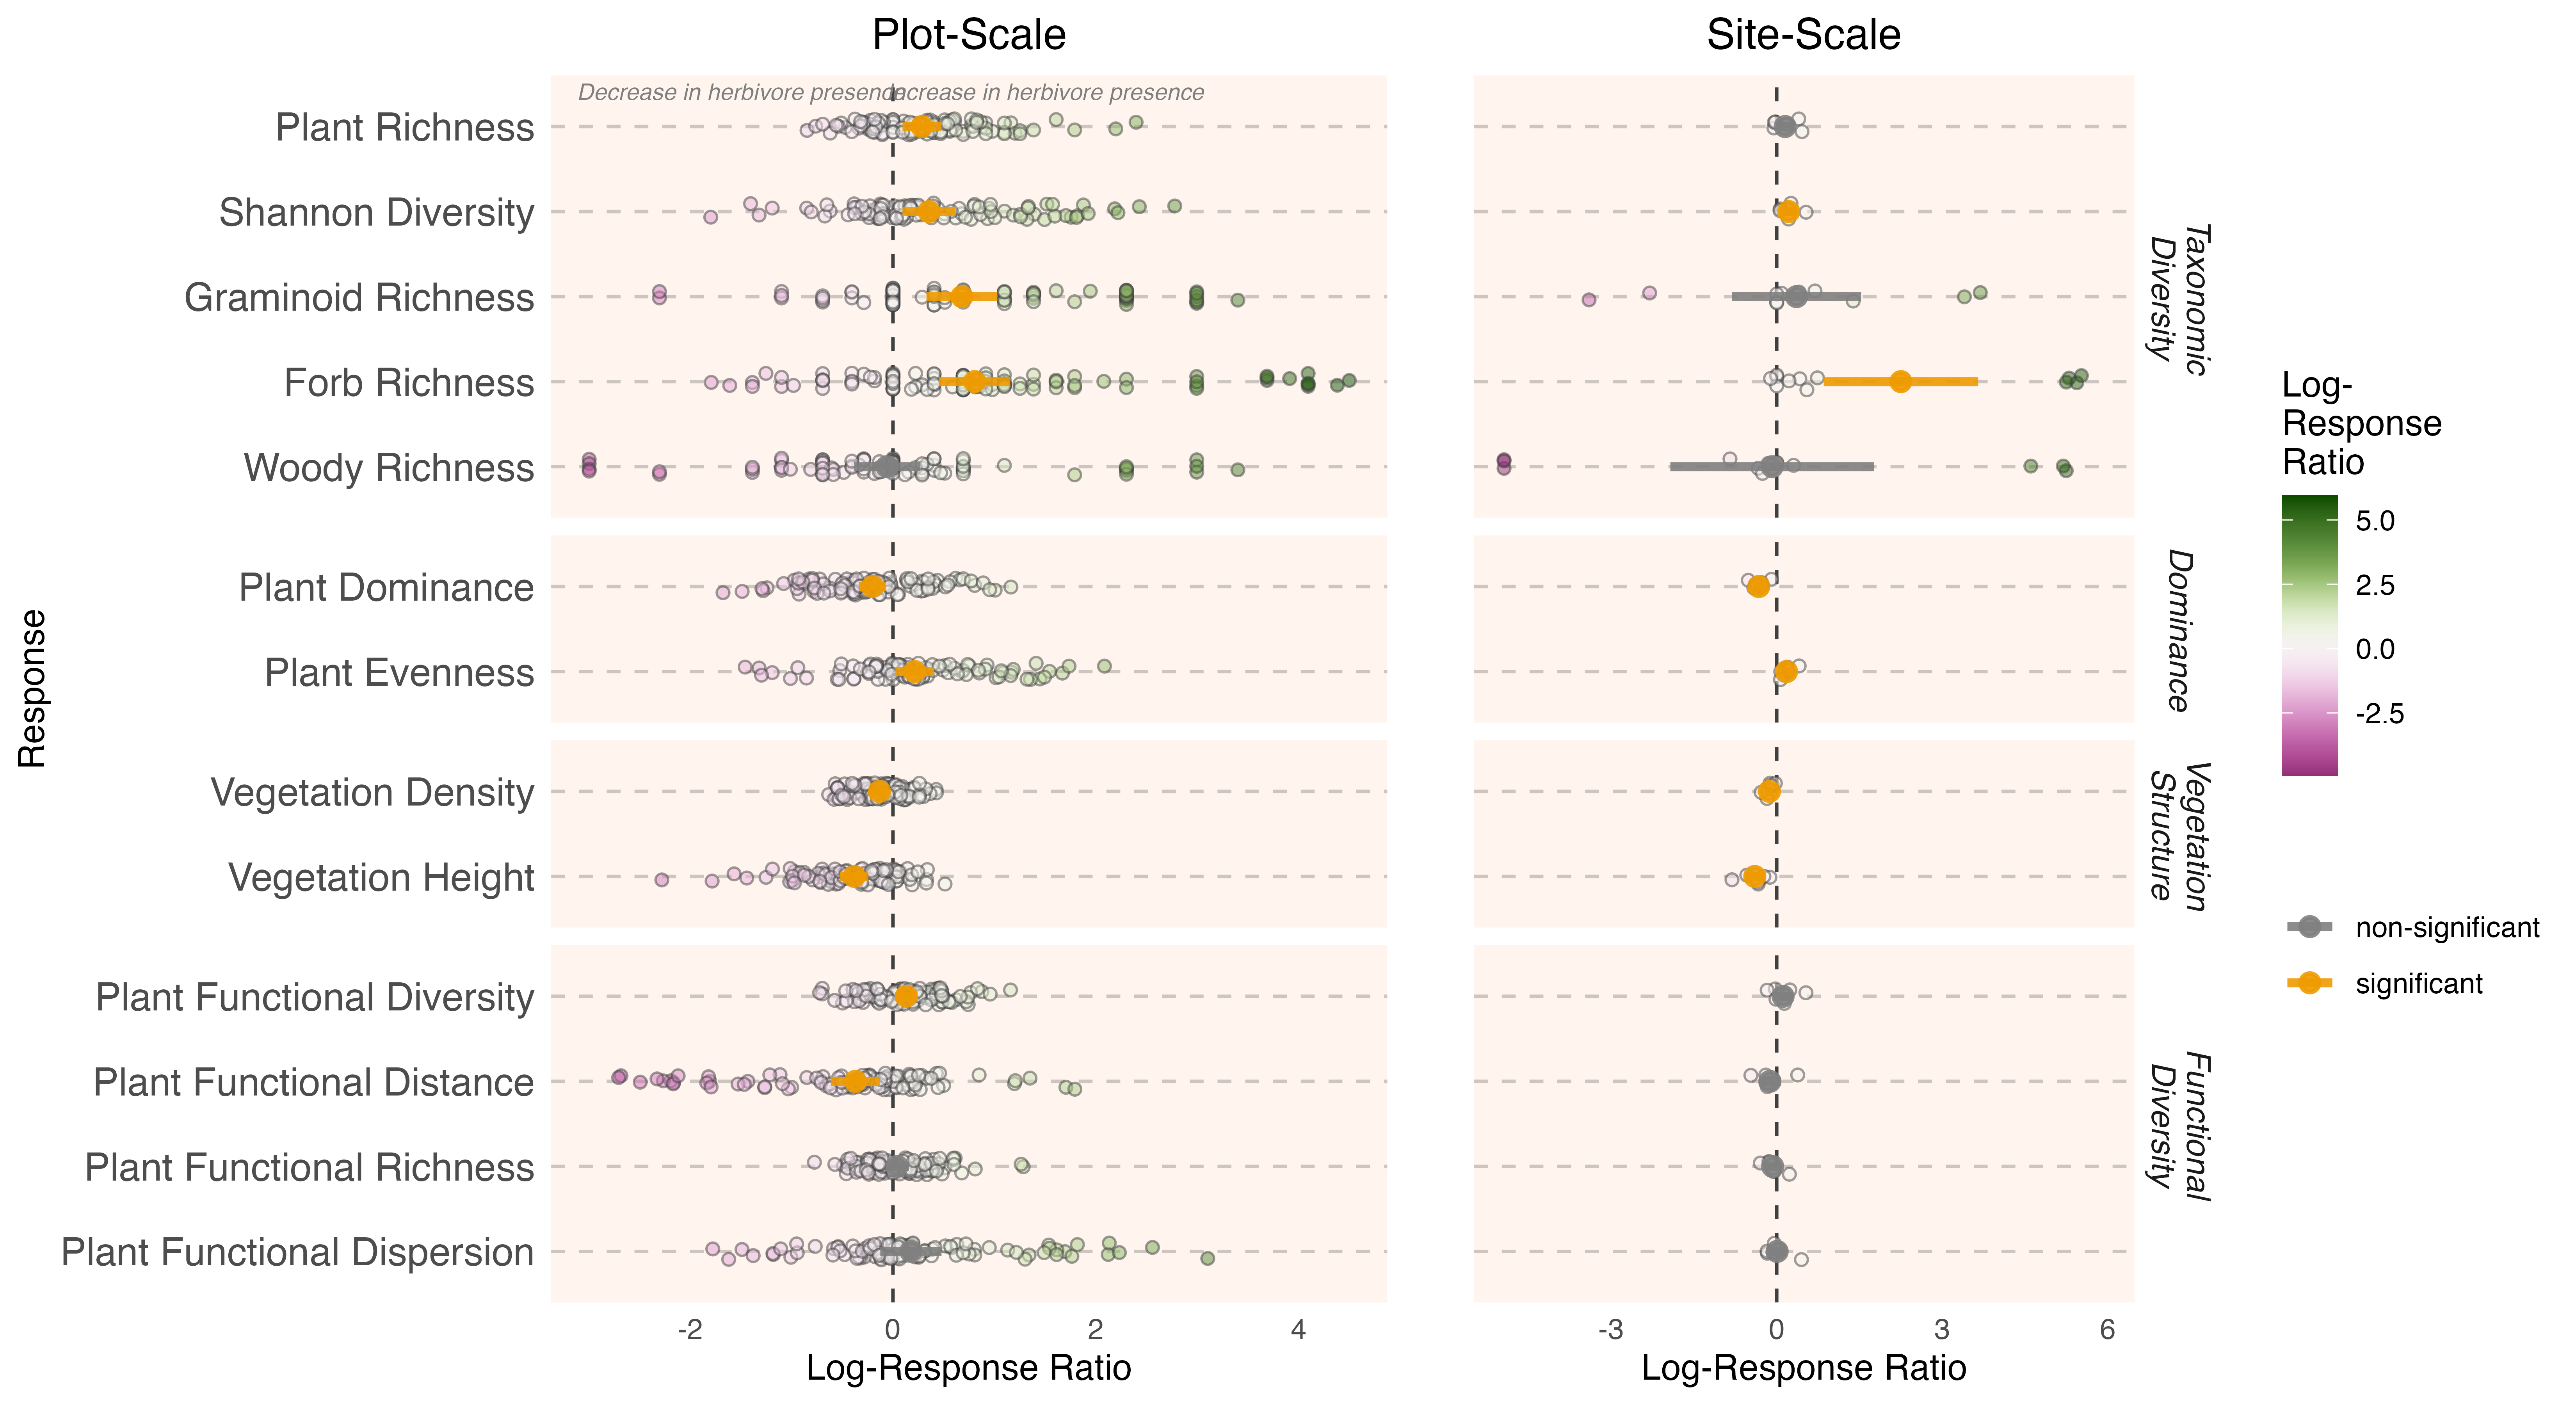 Plot-Scale
Site-Scale
Decrease in herbivore presence
Increase in herbivore presence
Plant Richness
Shannon Diversity
Graminoid Richness
Forb Richness
Woody Richness
Plant Dominance
Plant Evenness
Vegetation Density
Vegetation Height
Plant Functional Diversity
Plant Functional Distance
Plant Functional Richness
Plant Functional Dispersion
Response
Taxonomic
Diversity
Dominance
Vegetation
Structure
Functional
Diversity
-2 0 2 4
-3 0 3 6
Log-Response Ratio
Log-Response Ratio
Log-
Response
Ratio
5.0
2.5
0.0
-2.5
non-significant
significant